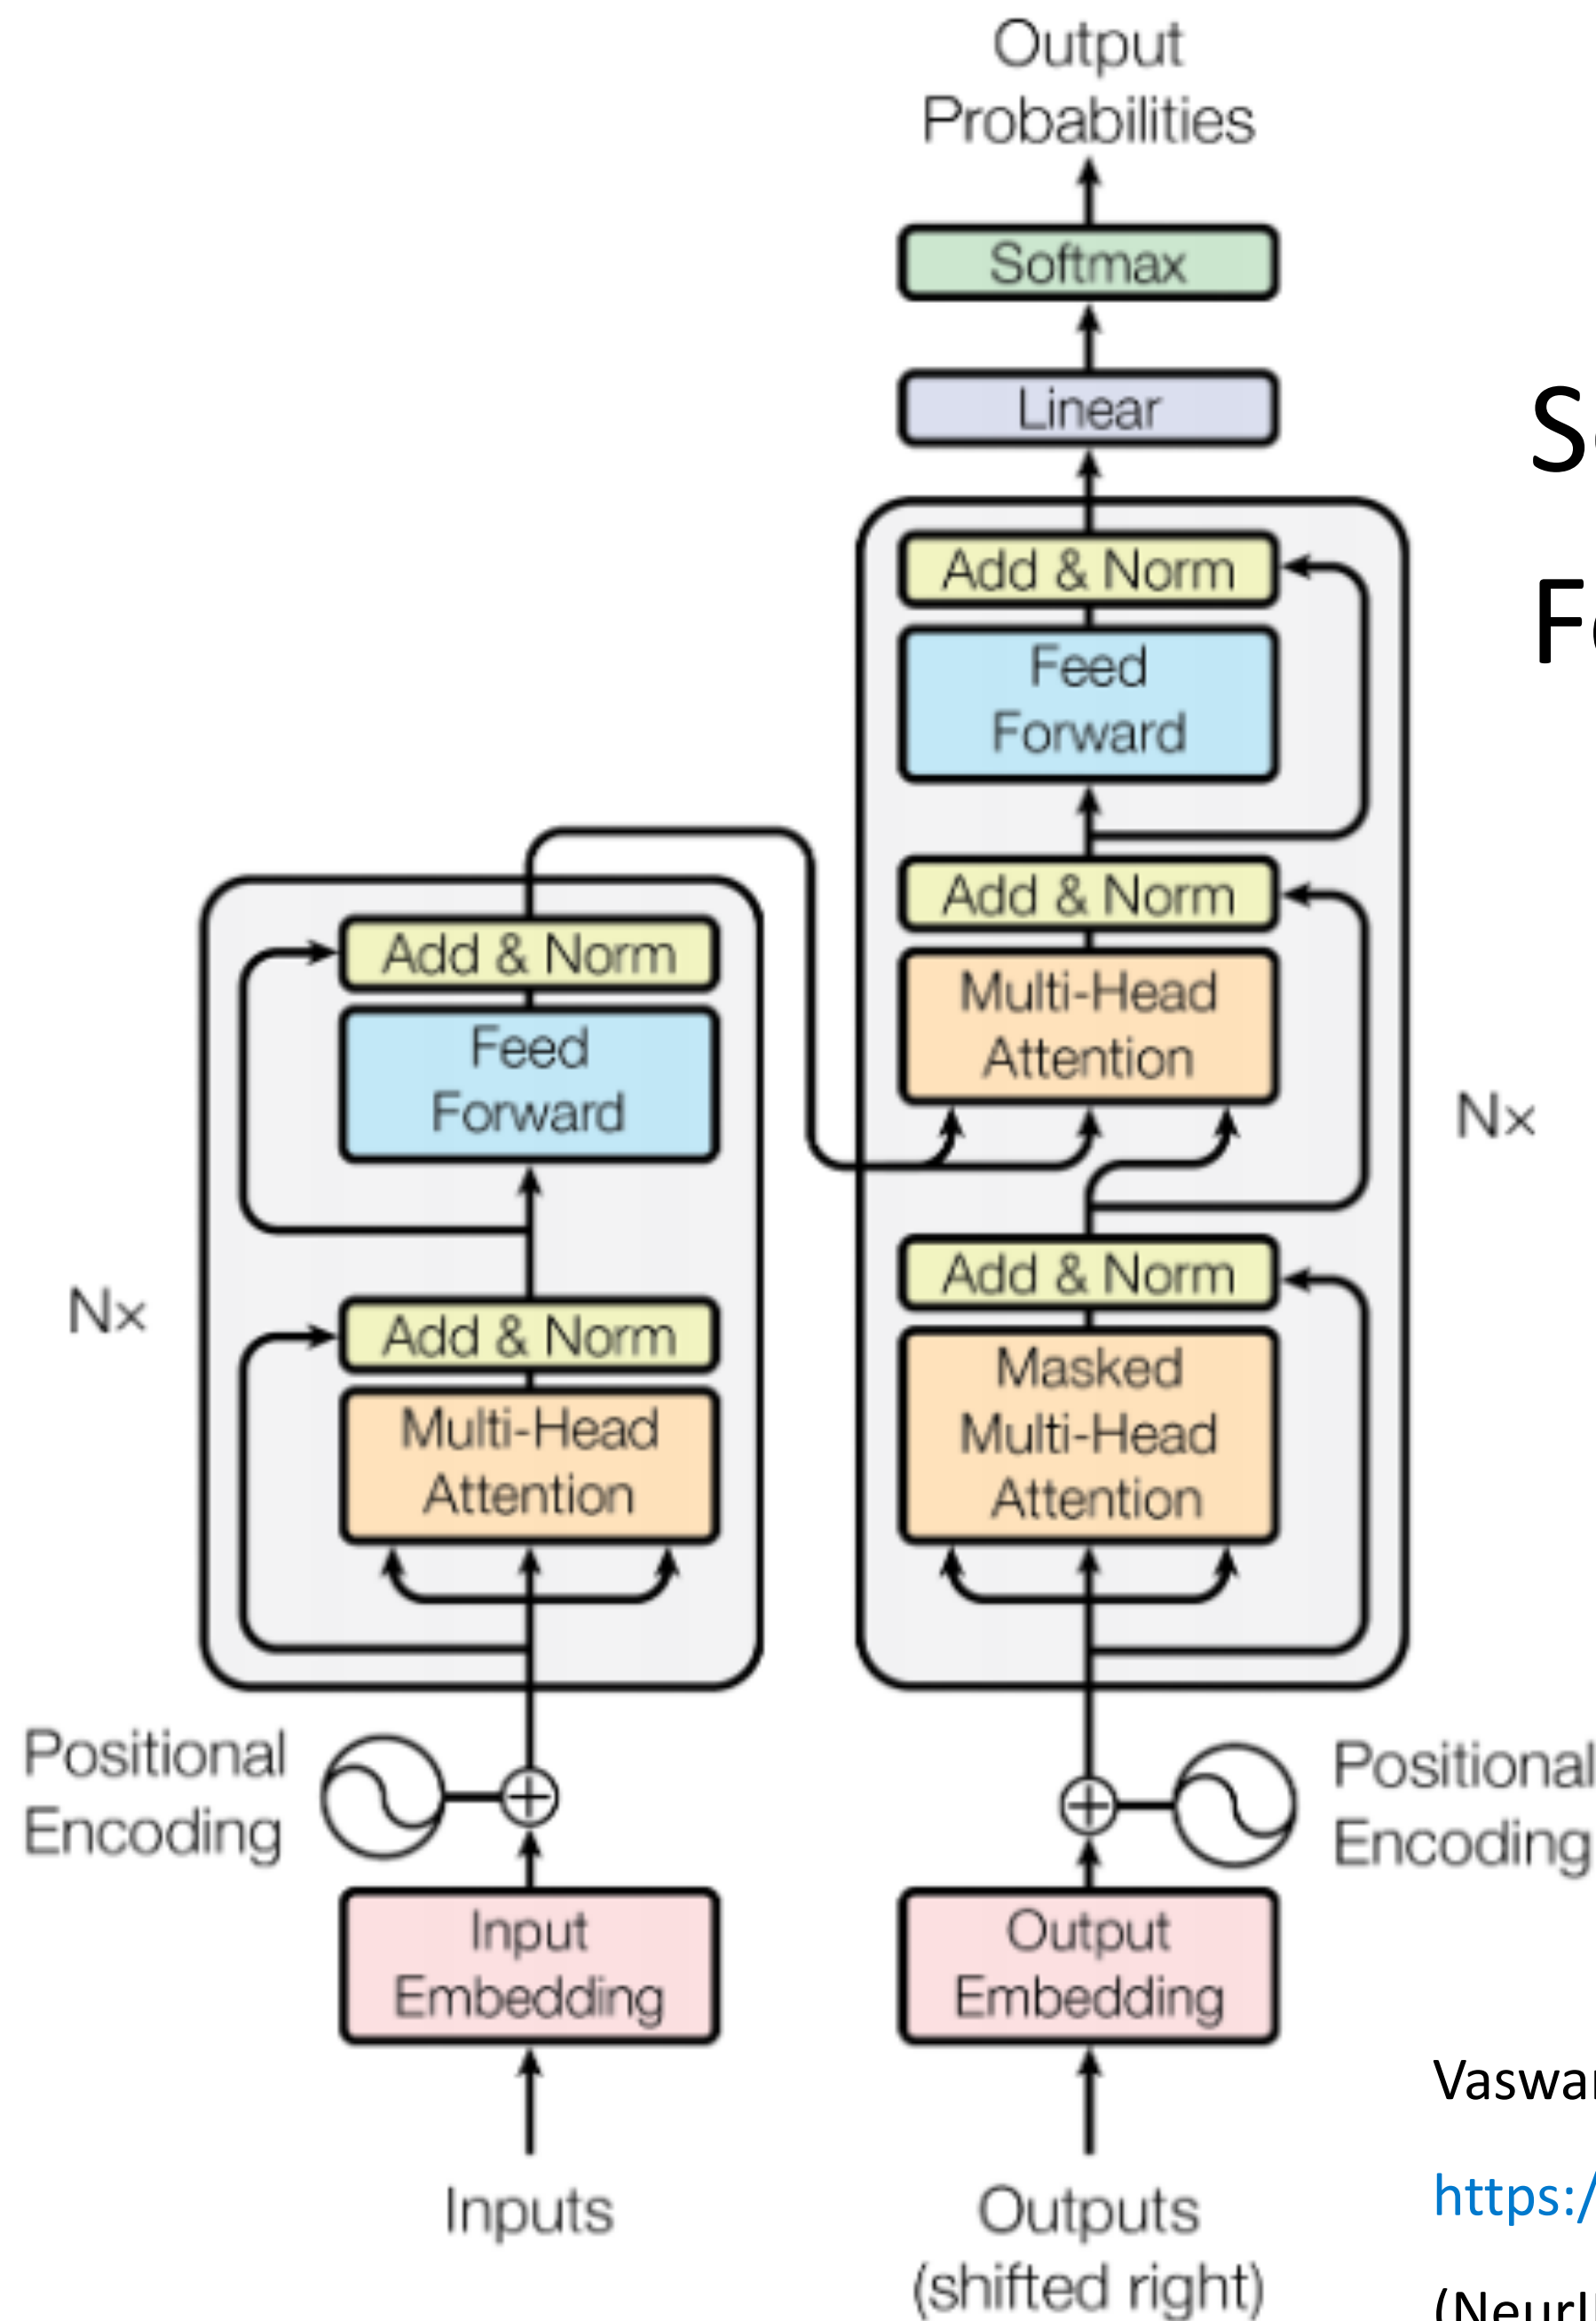 Output
Probabilities
Softmax
Linear
Add & Norm
Feed
Forward
Add & Norm
Multi-Head
Attention
Nx
Add & Norm
Masked
Multi-Head
Attention
Add & Norm
Feed
Forward
Nx
Add & Norm
Multi-Head
Attention
Positional
Encoding
Positional
Encoding
Input
Embedding
Output
Embedding
Inputs
Outputs
(shifted right)
https:/